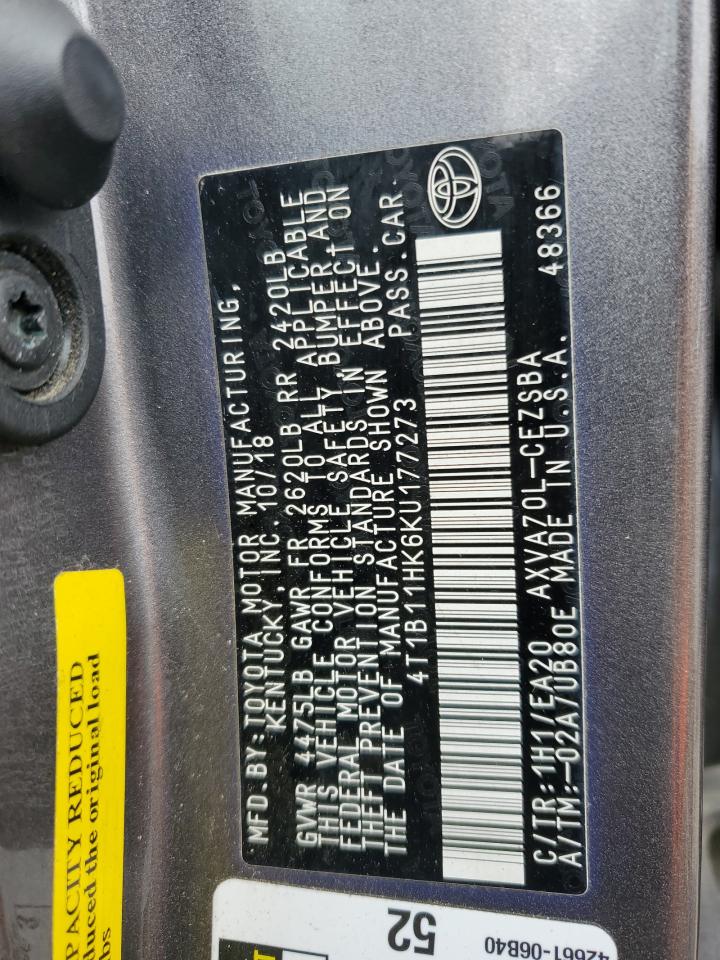 MFD.BY:TOYOTA MOTOR MANUFACTURING,
KENTUCKY, INC. 10/18
GVWR 4475LB GAWR FR 2620LB RR 2420LB
THIS VEHICLE CONFORMS TO ALL APPLICABLE
FEDERAL MOTOR VEHICLE SAFETY, BUMPER, AND
THEFT PREVENTION STANDARDS IN EFFECT ON
THE DATE OF MANUFACTURE SHOWN ABOVE.
4T1B11HK6KU177273 PASS.CAR
C/TR:1H1/EA20 AXVA70L-CEZSBA
A/TM:-02A/UB80E MADE IN U.S.A. 48366
PACITY REDUCED
duced the original load
bs
52
42661-06B40